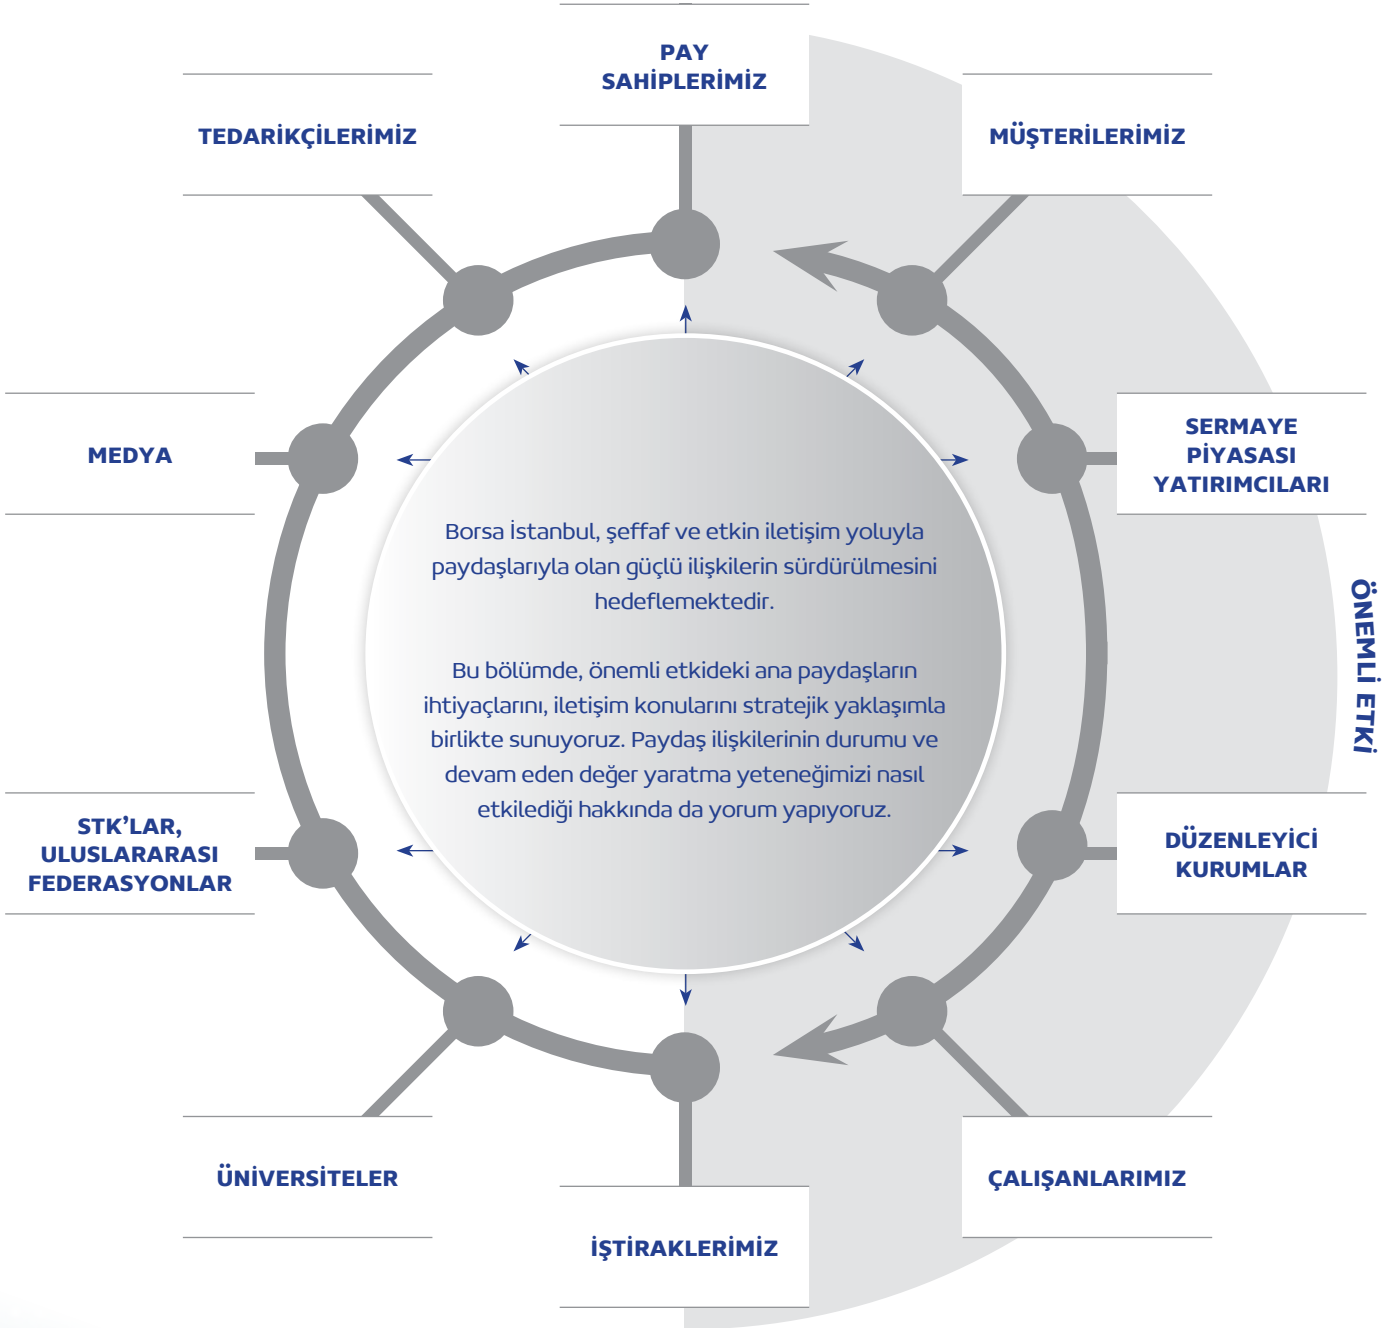 PAY
SAHİPLERİMİZ
TEDARİKÇİLERİMİZ
MÜŞTERİLERİMİZ
MEDYA
SERMAYE
PİYASASI
YATIRIMCILARI
Borsa İstanbul, şeffaf ve etkin iletişim yoluyla
paydaşlarıyla olan güçlü ilişkilerin sürdürülmesini
hedeflemektedir.
Bu bölümde, önemli etkideki ana paydaşların
ihtiyaçlarını, iletişim konularını stratejik yaklaşımla
birlikte sunuyoruz. Paydaş ilişkilerinin durumu ve
devam eden değer yaratma yeteneğimizi nasıl
etkilediği hakkında da yorum yapıyoruz.
ÖNEMLİ ETKİ
STK’LAR,
ULUSLARARASI
FEDERASYONLAR
DÜZENLEYİCİ
KURUMLAR
ÜNİVERSİTELER
ÇALIŞANLARIMIZ
İŞTİRAKLERİMİZ